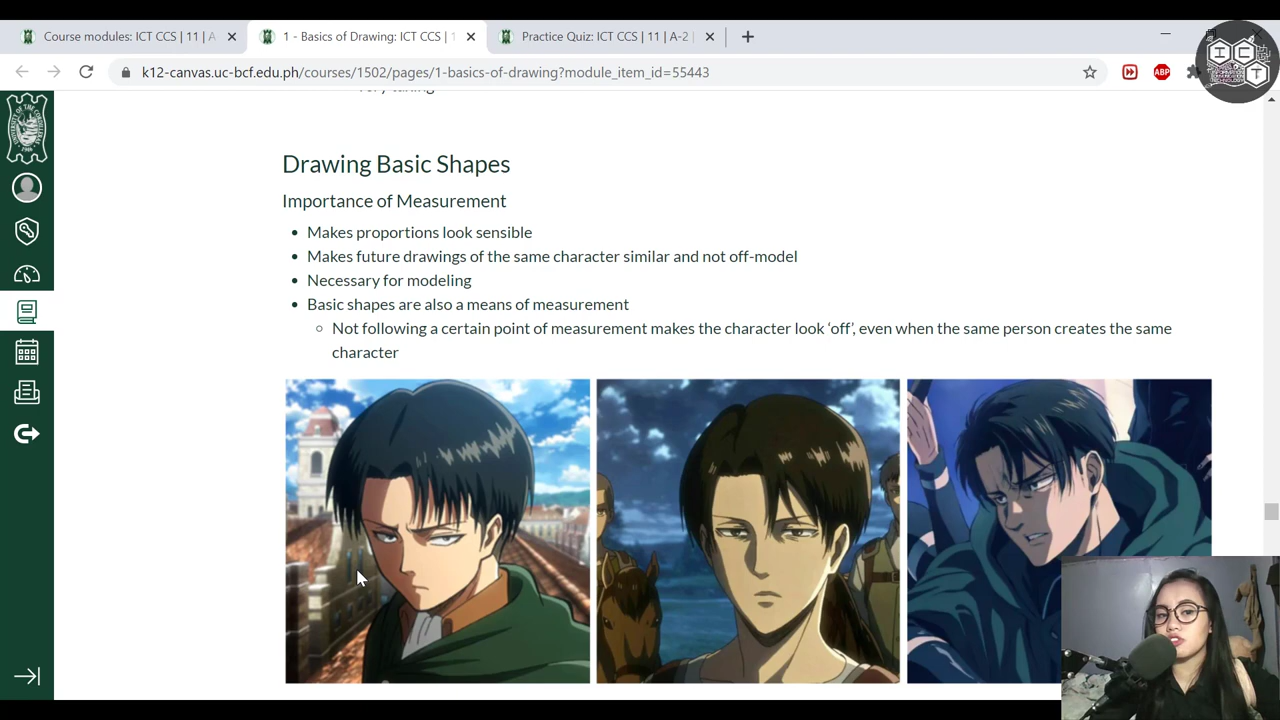 Course modules: ICT CCS | 11 | A
1 - Basics of Drawing: ICT CCS | 1
Practice Quiz: ICT CCS | 11 | A-2 |
k12-canvas.uc-bcf.edu.ph/courses/1502/pages/1-basics-of-drawing?module_item_id=55443
ABP
ICT
Drawing Basic Shapes
Importance of Measurement
Makes proportions look sensible
Makes future drawings of the same character similar and not off-model
Necessary for modeling
Basic shapes are also a means of measurement
Not following a certain point of measurement makes the character look ‘off’, even when the same person creates the same
character